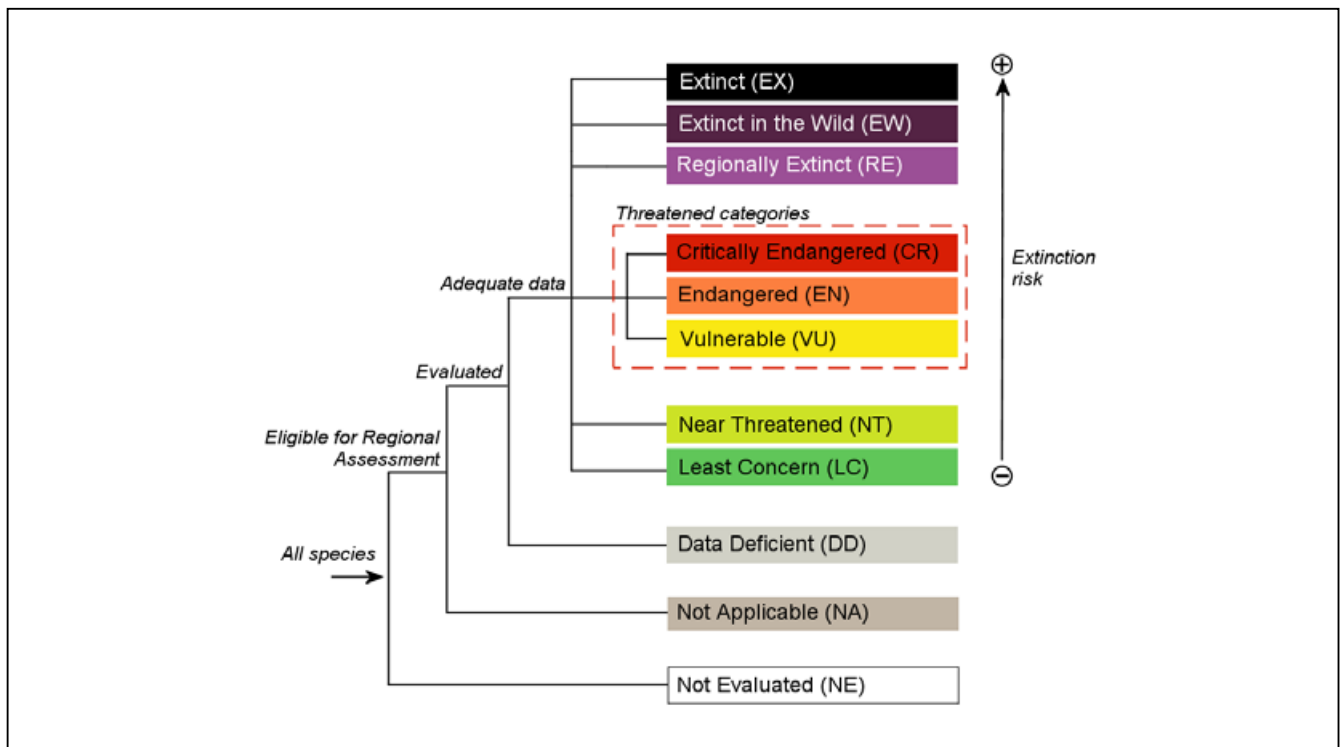 Extinct (EX)
Extinct in the Wild (EW)
Regionally Extinct (RE)
Threatened categories
Critically Endangered (CR)
Extinction
risk
Adequate data
Endangered (EN)
Vulnerable (VU)
Evaluated
Near Threatened (NT)
Eligible for Regional
Assessment
Least Concern (LC)
Data Deficient (DD)
All species
Not Applicable (NA)
Not Evaluated (NE)